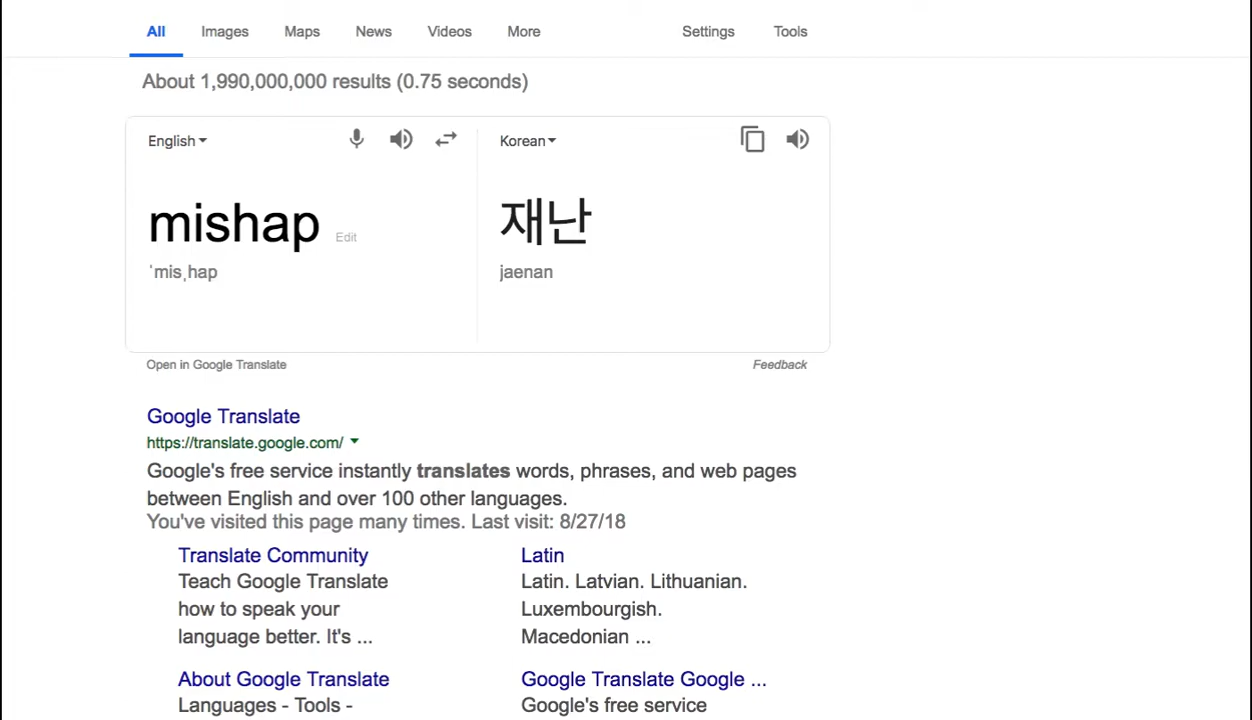 All Images Maps News Videos More Settings Tools
About 1,990,000,000 results (0.75 seconds)
English Korean
mishap Edit 재난
ˈmisˌhap jaenan
Open in Google Translate Feedback
Google Translate
https://translate.google.com/
Google's free service instantly translates words, phrases, and web pages
between English and over 100 other languages.
You've visited this page many times. Last visit: 8/27/18
Translate Community Latin
Teach Google Translate Latin. Latvian. Lithuanian.
how to speak your Luxembourgish.
language better. It's ... Macedonian ...
About Google Translate Google Translate Google ...
Languages - Tools - Google's free service